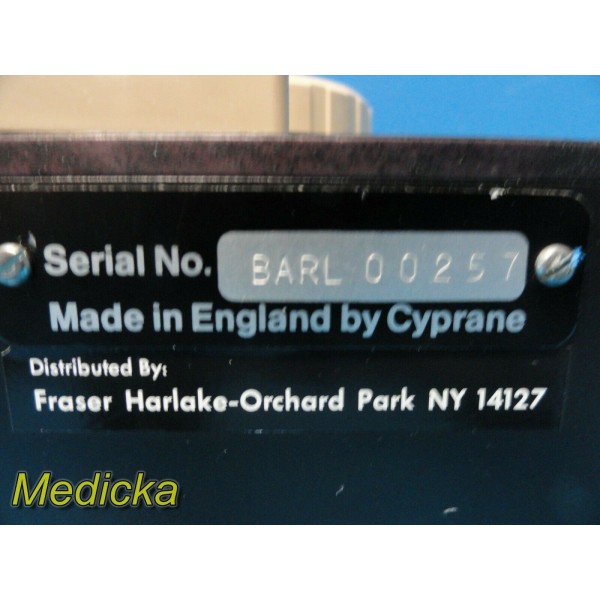 Serial No. BARL 00257
Made in England by Cyprane
Distributed By:
Fraser Harlake-Orchard Park NY 14127
Medicka